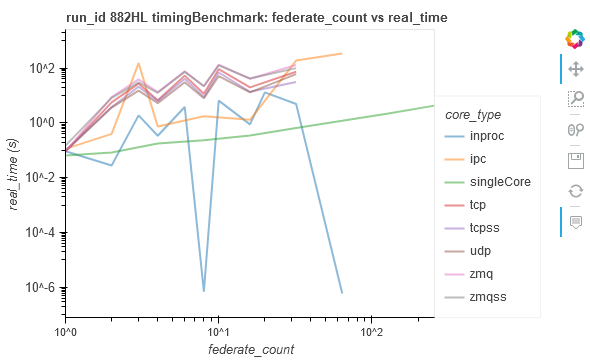 run_id 882HL timingBenchmark: federate_count vs real_time
real_time (s)
10^2
10^0
10^-2
10^-4
10^-6
10^0
10^1
10^2
federate_count
core_type
inproc
ipc
singleCore
tcp
tcpss
udp
zmq
zmqss